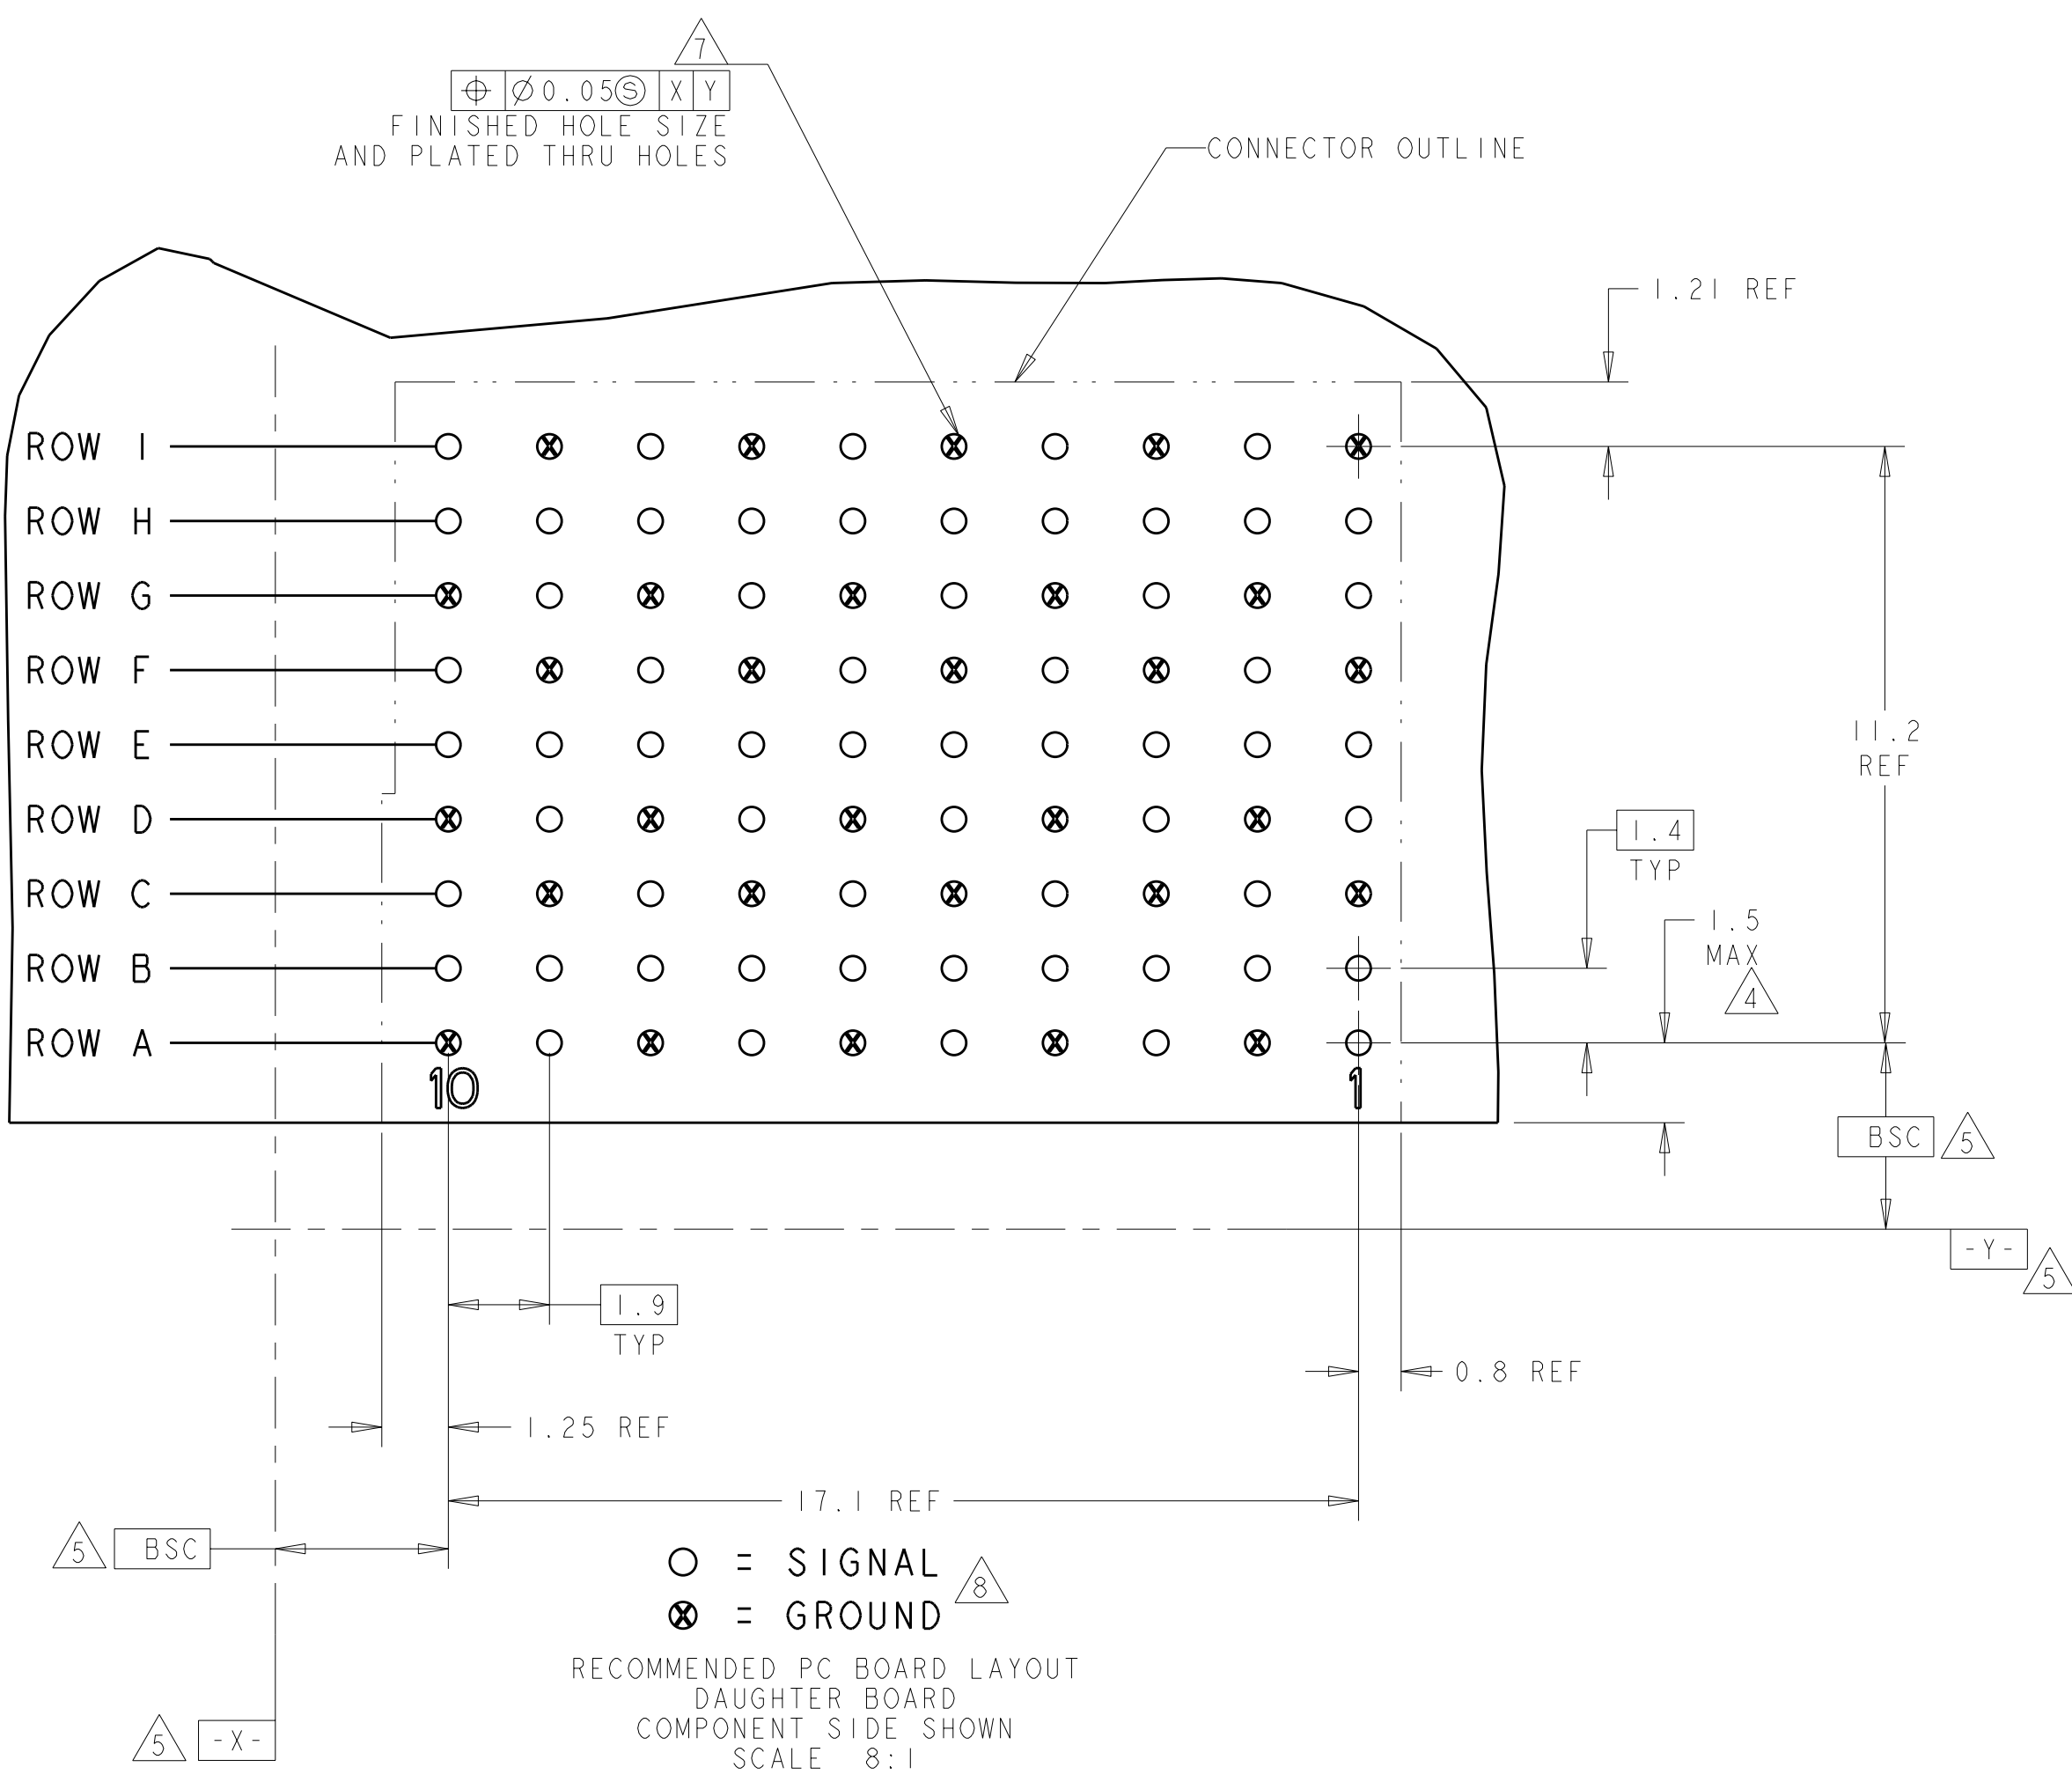 7
⌖ ⌀0.05Ⓢ X Y
FINISHED HOLE SIZE
AND PLATED THRU HOLES
CONNECTOR OUTLINE
1.21 REF
ROW I
ROW H
ROW G
ROW F
ROW E
ROW D
ROW C
ROW B
ROW A
11.2
REF
1.4
TYP
1.5
MAX
4
10
1
BSC 5
-Y-
5
1.9
TYP
0.8 REF
1.25 REF
17.1 REF
5 BSC
= SIGNAL
8
= GROUND
RECOMMENDED PC BOARD LAYOUT
DAUGHTER BOARD
COMPONENT SIDE SHOWN
SCALE 8:1
5 -X-